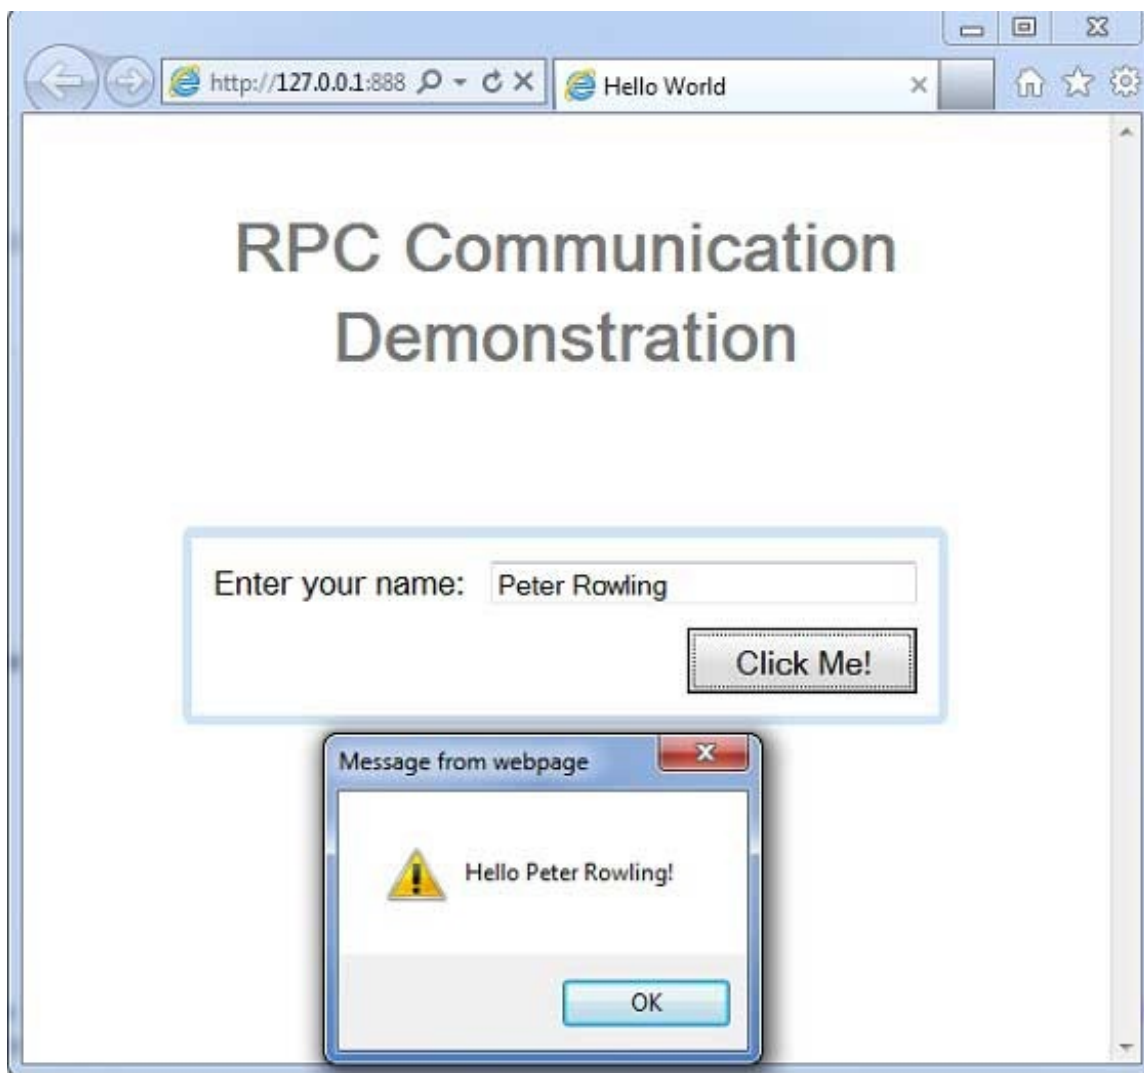 http://127.0.0.1:888
Hello World
RPC Communication
Demonstration
Enter your name: Peter Rowling
Click Me!
Message from webpage
Hello Peter Rowling!
OK